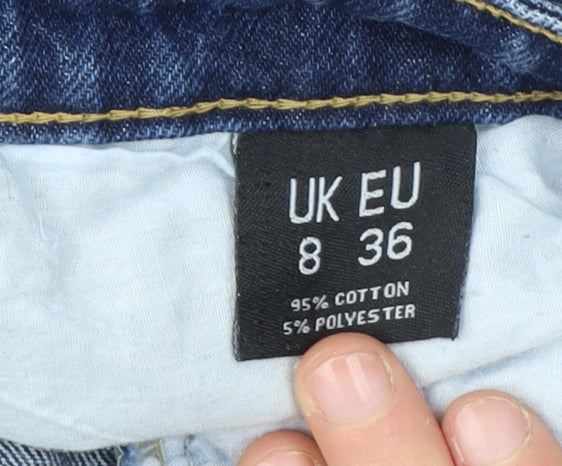 UK EU
8 36
95% COTTON
5% POLYESTER